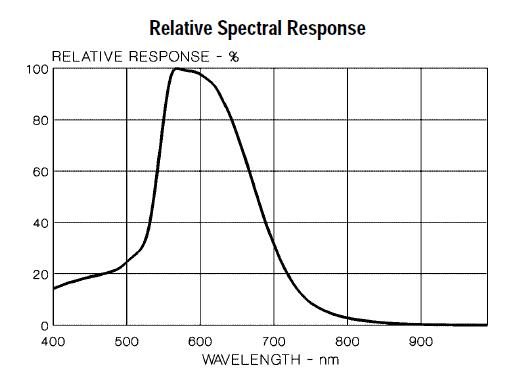 Relative Spectral Response
RELATIVE RESPONSE - %
100
80
60
40
20
0
400 500 600 700 800 900
WAVELENGTH - nm